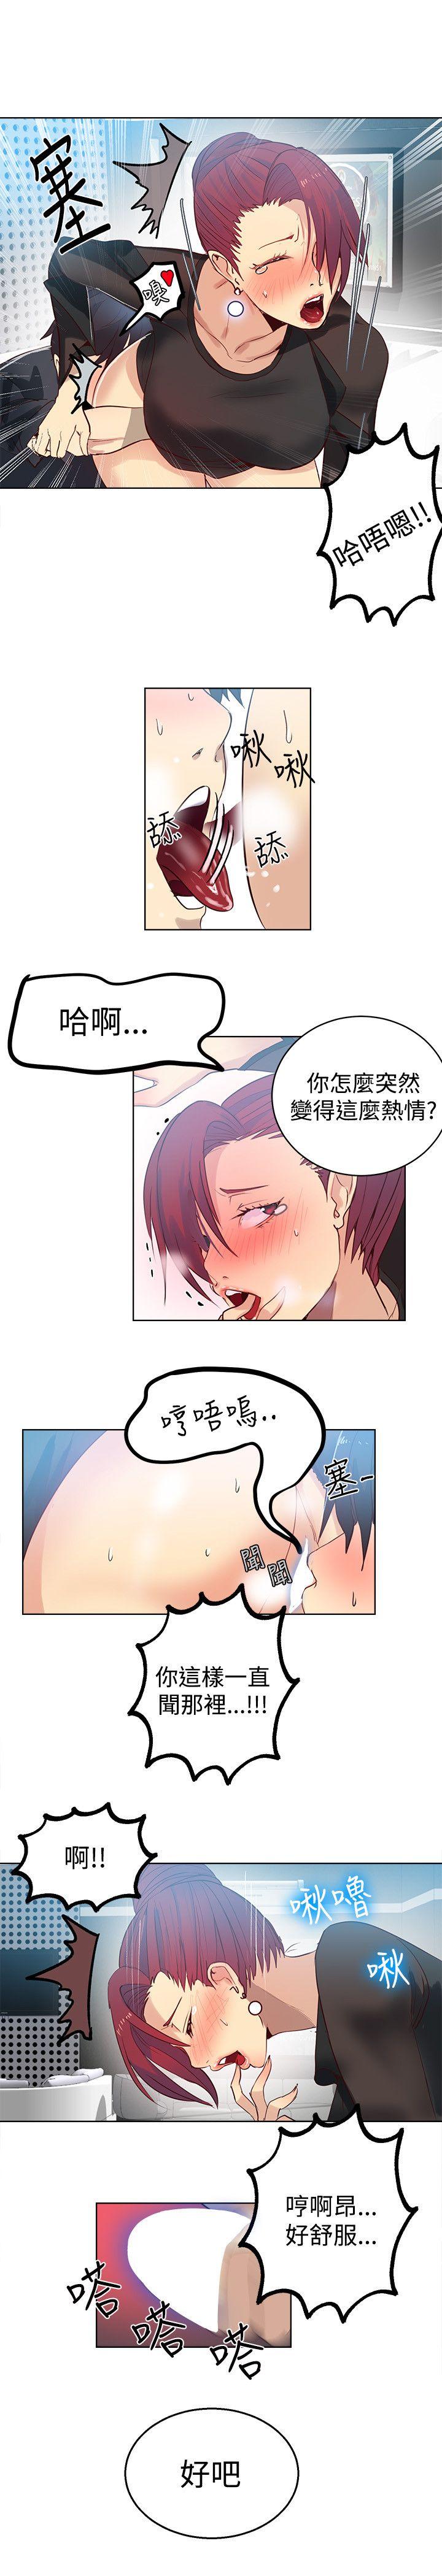 塞
嗅♥
哈唔嗯!!
啾
啾
舔
舔
哈啊...
你怎麼突然
變得這麼熱情?
哼唔嗚..
塞-
聞
聞
你這樣一直
聞那裡...!!!
啊!!
啾嚕
啾
哼啊昂...
好舒服...
嗒
嗒
嗒
好吧